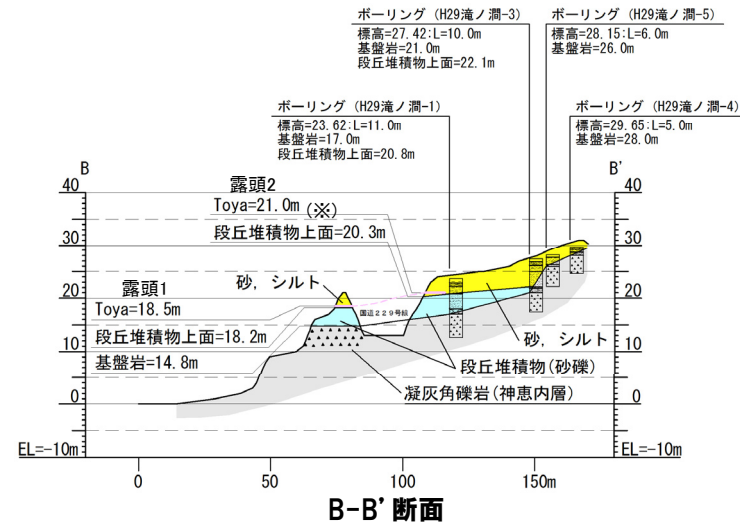 ボーリング (H29滝ノ澗-3)
標高=27.42:L=10.0m
基盤岩=21.0m
段丘堆積物上面=22.1m
ボーリング (H29滝ノ澗-5)
標高=28.15:L=6.0m
基盤岩=26.0m
ボーリング (H29滝ノ澗-1)
標高=23.62:L=11.0m
基盤岩=17.0m
段丘堆積物上面=20.8m
ボーリング (H29滝ノ澗-4)
標高=29.65:L=5.0m
基盤岩=28.0m
B
B'
40
30
20
10
0
EL=-10m
40
30
20
10
0
EL=-10m
露頭2
Toya=21.0m (※)
段丘堆積物上面=20.3m
露頭1
Toya=18.5m
段丘堆積物上面=18.2m
基盤岩=14.8m
砂，シルト
国道229号線
砂，シルト
段丘堆積物(砂礫)
凝灰角礫岩(神恵内層)
0
50
100
150m
B-B'断面